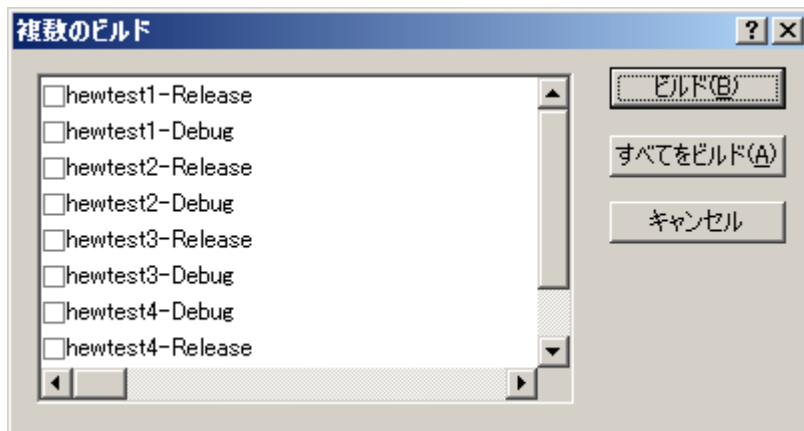 複数のビルド
hewtest1-Release
hewtest1-Debug
hewtest2-Release
hewtest2-Debug
hewtest3-Release
hewtest3-Debug
hewtest4-Debug
hewtest4-Release
ビルド(B)
すべてをビルド(A)
キャンセル